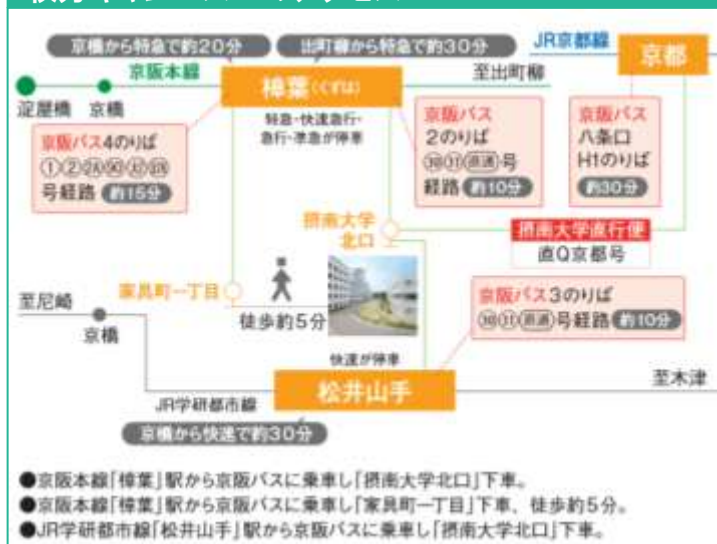 京橋から特急で約20分
出町柳から特急で約30分
JR京都線
京都
京阪本線
樟葉(くずは)
至出町柳
淀屋橋
京橋
特急・快速急行・
急行・準急が停車
京阪バス4のりば
号経路 約15分
京阪バス
2のりば
号
経路 約10分
京阪バス
八条口
H1のりば
約30分
摂南大学
北口
摂南大学直行便
直Q京都号
家具町一丁目
徒歩約5分
至尼崎
京橋
京阪バス3のりば
号経路 約10分
快速が停車
松井山手
至木津
JR学研都市線
京橋から快速で約30分
●京阪本線「樟葉」駅から京阪バスに乗車し「摂南大学北口」下車。
●京阪本線「樟葉」駅から京阪バスに乗車し「家具町一丁目」下車、徒歩約5分。
●JR学研都市線「松井山手」駅から京阪バスに乗車し「摂南大学北口」下車。